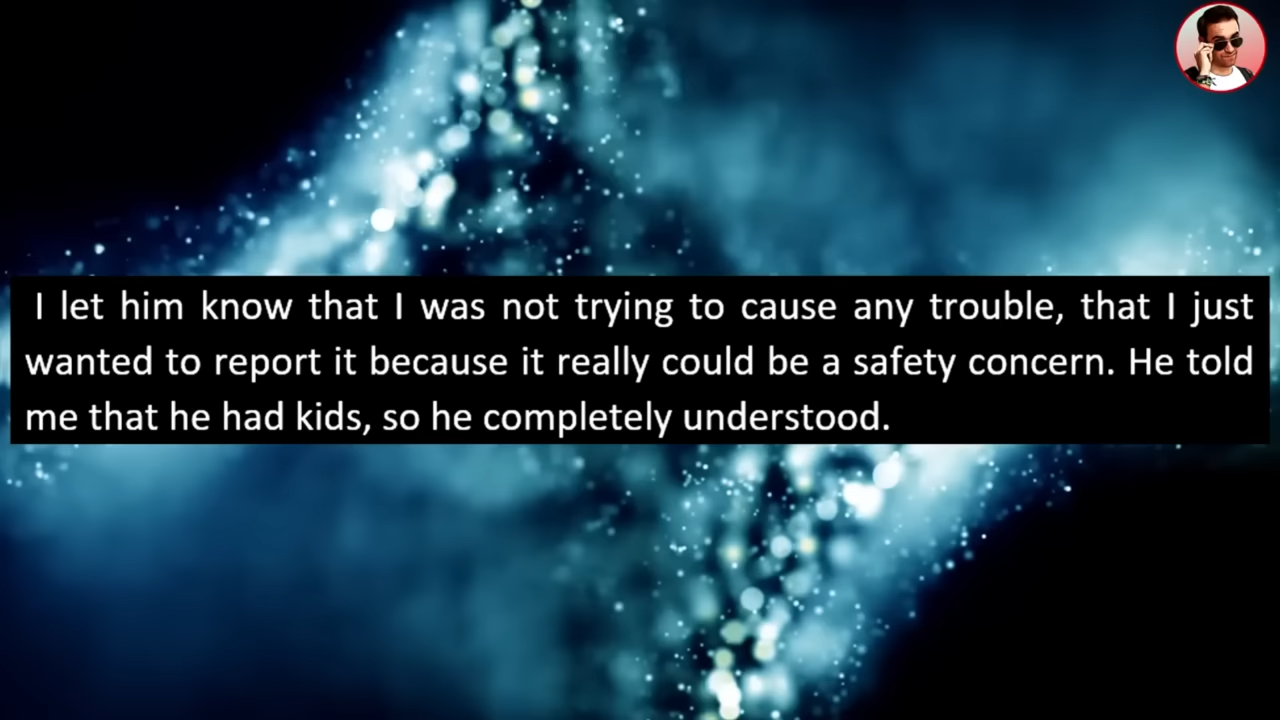 I let him know that I was not trying to cause any trouble, that I just
wanted to report it because it really could be a safety concern. He told
me that he had kids, so he completely understood.